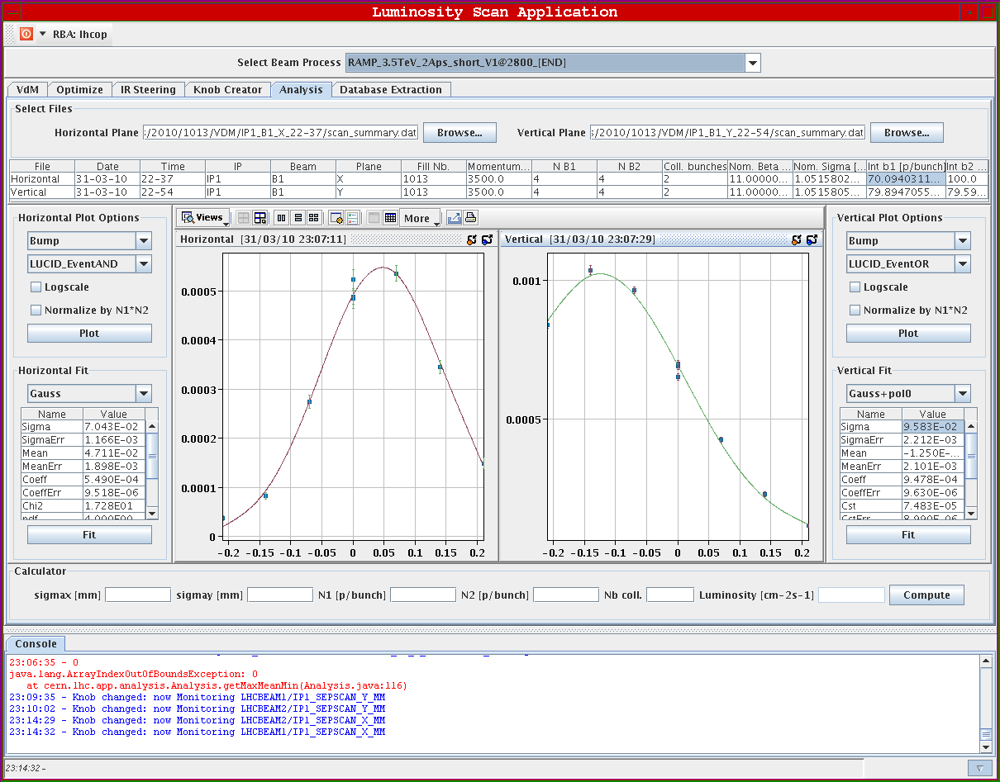 Luminosity Scan Application
RBA: lhcop
Select Beam Process RAMP_3.5TeV_2Aps_short_V1@2800_[END]
VdM Optimize IR Steering Knob Creator Analysis Database Extraction
Select Files
Horizontal Plane :/2010/1013/VDM/IP1_B1_X_22-37/scan_summary.dat Browse... Vertical Plane ;/2010/1013/VDM/IP1_B1_Y_22-54/scan_summary.dat Browse...
File Date Time IP Beam Plane Fill Nb. Momentum... N B1 N B2 Coll. bunches Nom. Beta ... Nom. Sigma [... Int b1 [p/bunch] Int b2 ...
Horizontal 31-03-10 22-37 IP1 B1 X 1013 3500.0 4 4 2 11.00000... 1.0515802... 70.0940311... 100.0
Vertical 31-03-10 22-54 IP1 B1 Y 1013 3500.0 4 4 2 11.00000... 1.0515805... 79.8947055... 79.59...
Horizontal Plot Options
Bump
LUCID_EventAND
Logscale
Normalize by N1*N2
Plot
Horizontal Fit
Gauss
Name Value
Sigma 7.043E-02
SigmaErr 1.166E-03
Mean 4.711E-02
MeanErr 1.898E-03
Coeff 5.490E-04
CoeffErr 9.518E-06
Chi2 1.728E01
ndf 4.000E00
Fit
Views More
Horizontal [31/03/10 23:07:11]
0.0005
0.0004
0.0003
0.0002
0.0001
0
-0.2 -0.15 -0.1 -0.05 0 0.05 0.1 0.15 0.2
Vertical [31/03/10 23:07:29]
0.001
0.0005
-0.2 -0.15 -0.1 -0.05 0 0.05 0.1 0.15 0.2
Vertical Plot Options
Bump
LUCID_EventOR
Logscale
Normalize by N1*N2
Plot
Vertical Fit
Gauss+pol0
Name Value
Sigma 9.583E-02
SigmaErr 2.212E-03
Mean -1.250E-...
MeanErr 2.101E-03
Coeff 9.478E-04
CoeffErr 9.630E-06
Cst 7.483E-05
CstErr 8.990E-06
Fit
Calculator
sigmax [mm] sigmay [mm] N1 [p/bunch] N2 [p/bunch] Nb coll. Luminosity [cm-2s-1] Compute
Console
23:06:35 - 0
java.lang.ArrayIndexOutOfBoundsException: 0
at cern.lhc.app.analysis.Analysis.getMaxMeanMin(Analysis.java:116)
23:09:35 - Knob changed: now Monitoring LHCBEAM1/IP1_SEPSCAN_Y_MM
23:10:02 - Knob changed: now Monitoring LHCBEAM2/IP1_SEPSCAN_Y_MM
23:14:29 - Knob changed: now Monitoring LHCBEAM2/IP1_SEPSCAN_X_MM
23:14:32 - Knob changed: now Monitoring LHCBEAM1/IP1_SEPSCAN_X_MM
23:14:32 -